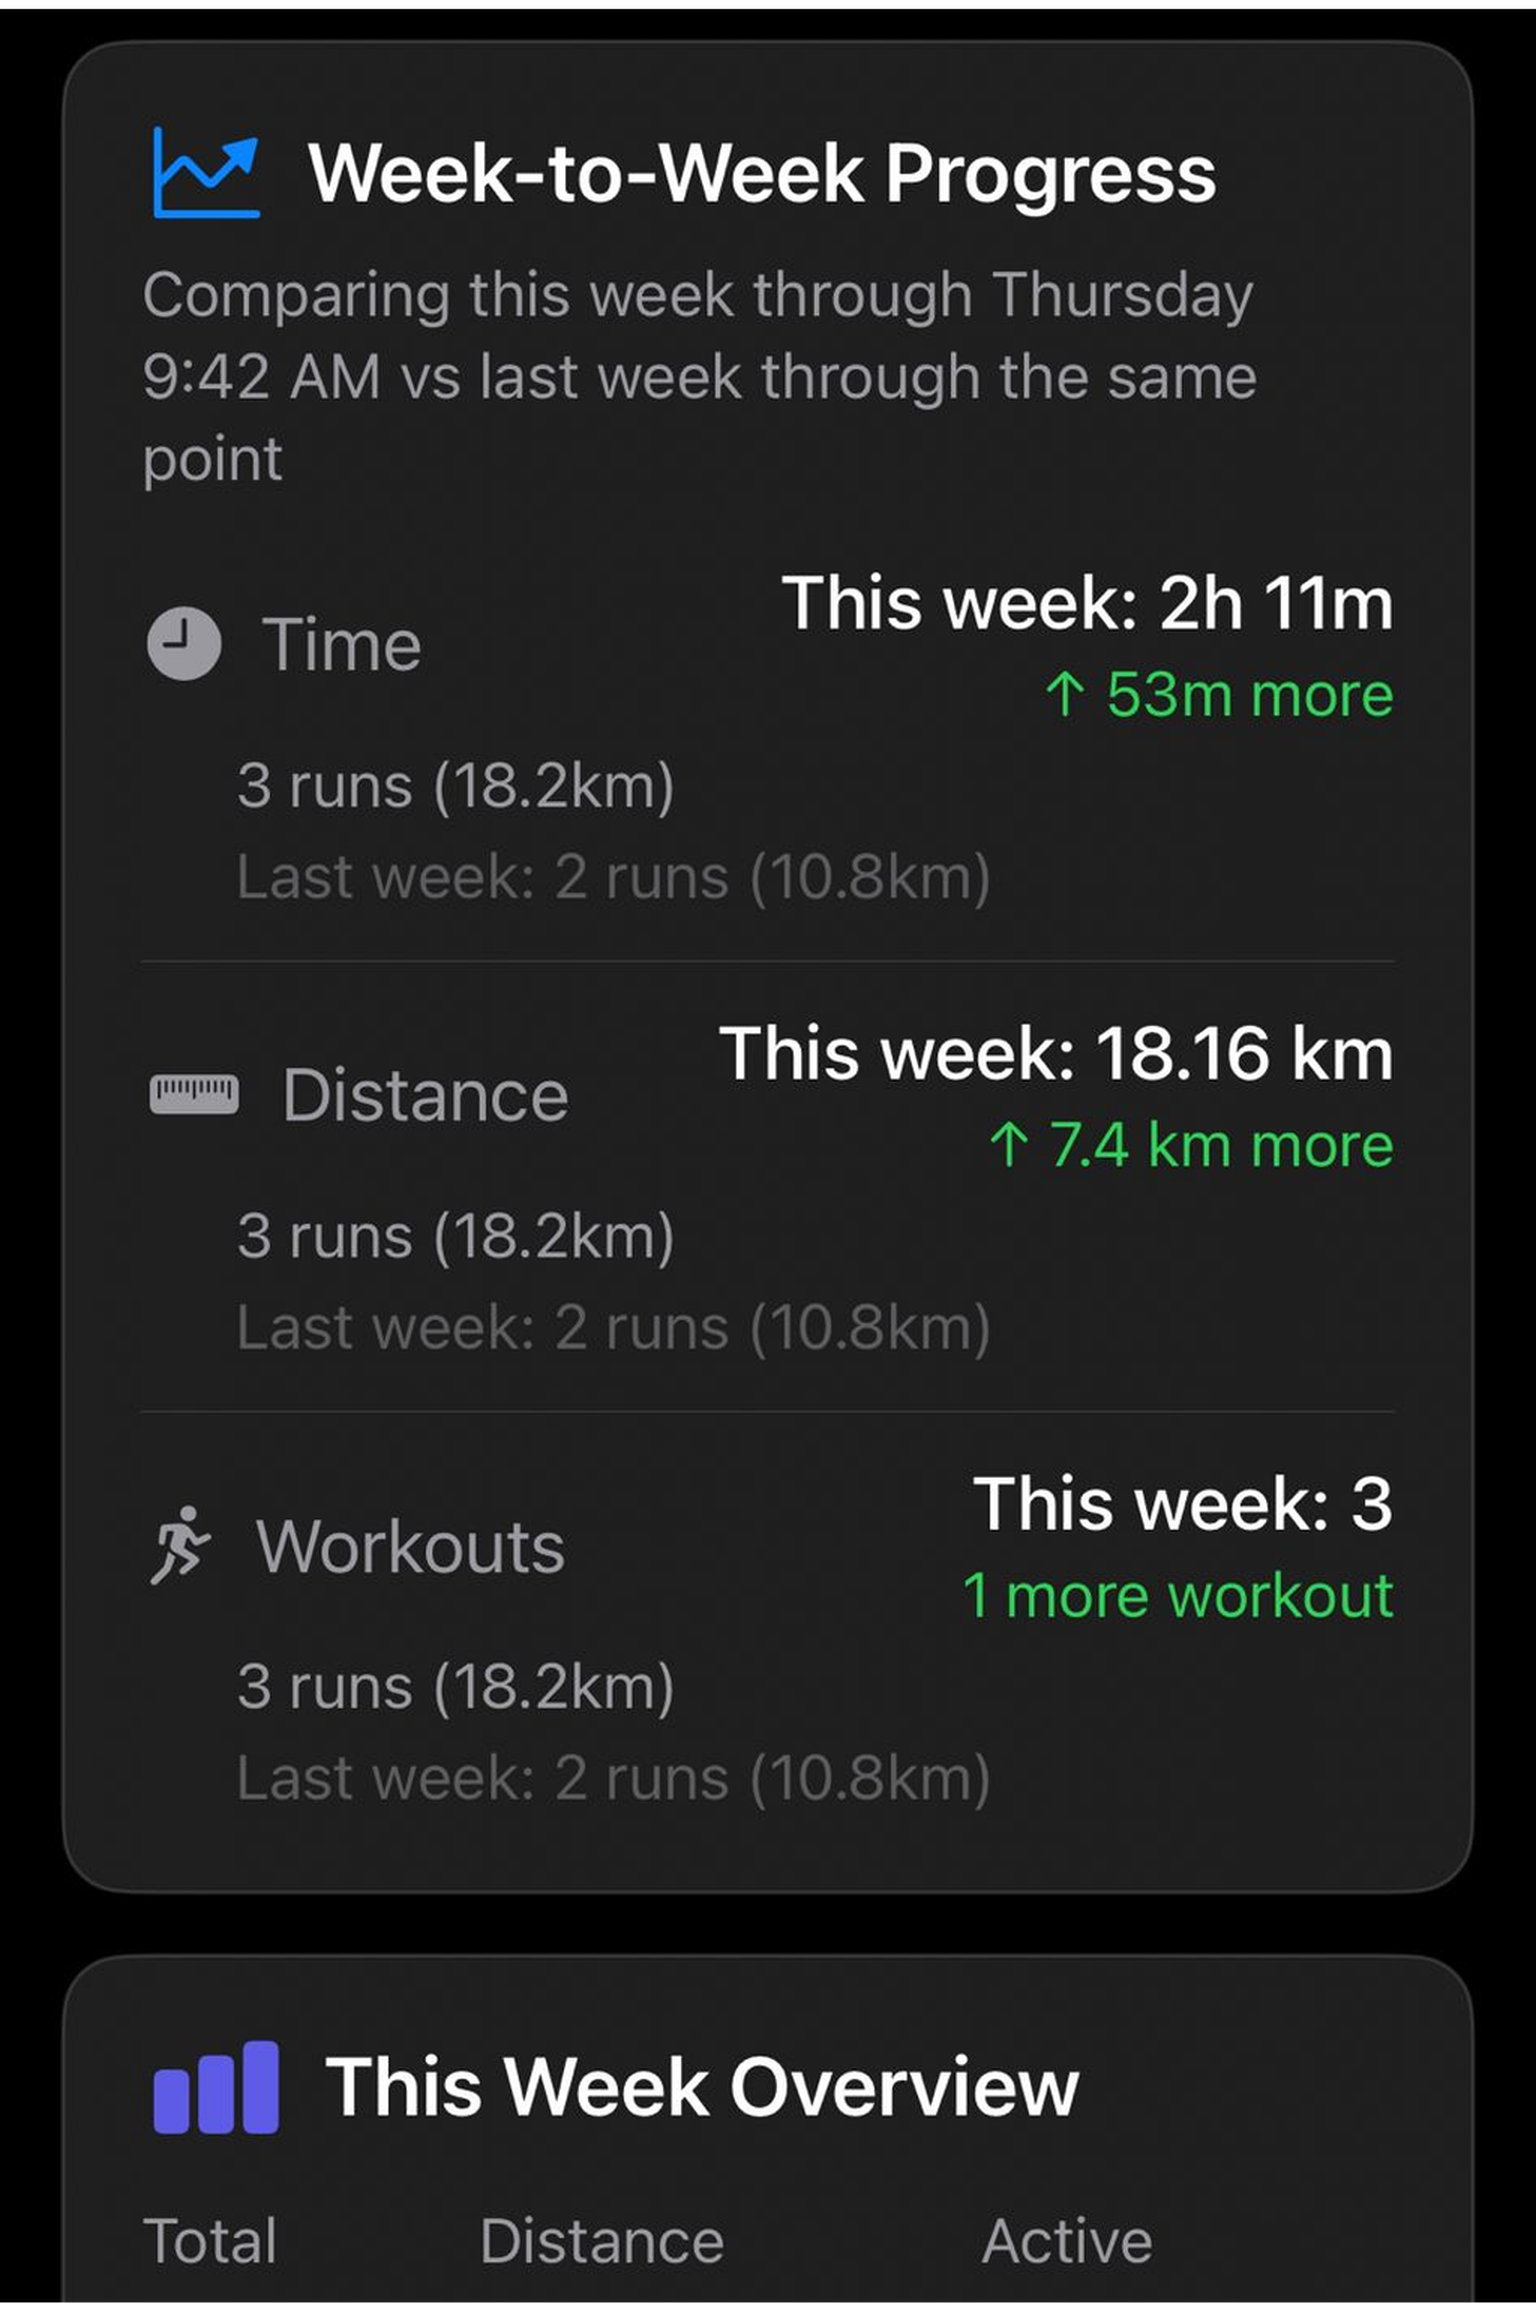 Week-to-Week Progress
Comparing this week through Thursday
9:42 AM vs last week through the same
point
Time
This week: 2h 11m
↑ 53m more
3 runs (18.2km)
Last week: 2 runs (10.8km)
Distance
This week: 18.16 km
↑ 7.4 km more
3 runs (18.2km)
Last week: 2 runs (10.8km)
Workouts
This week: 3
1 more workout
3 runs (18.2km)
Last week: 2 runs (10.8km)
This Week Overview
Total Distance Active